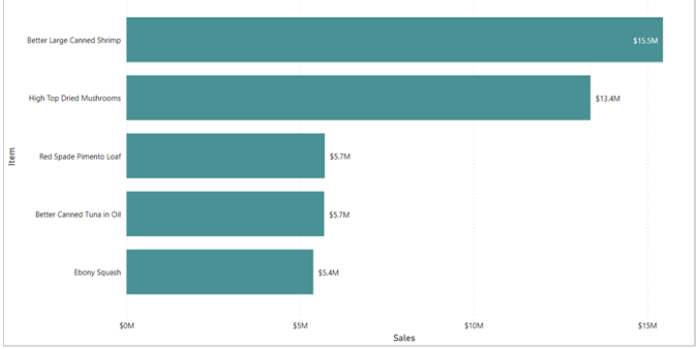 Better Large Canned Shrimp $15.5M
High Top Dried Mushrooms $13.4M
Item
Red Spade Pimento Loaf $5.7M
Better Canned Tuna in Oil $5.7M
Ebony Squash $5.4M
$0M $5M $10M $15M
Sales